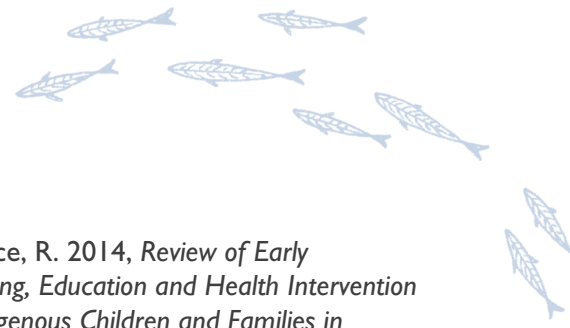 ce, R. 2014, Review of Early
ng, Education and Health Intervention
genous Children and Families in